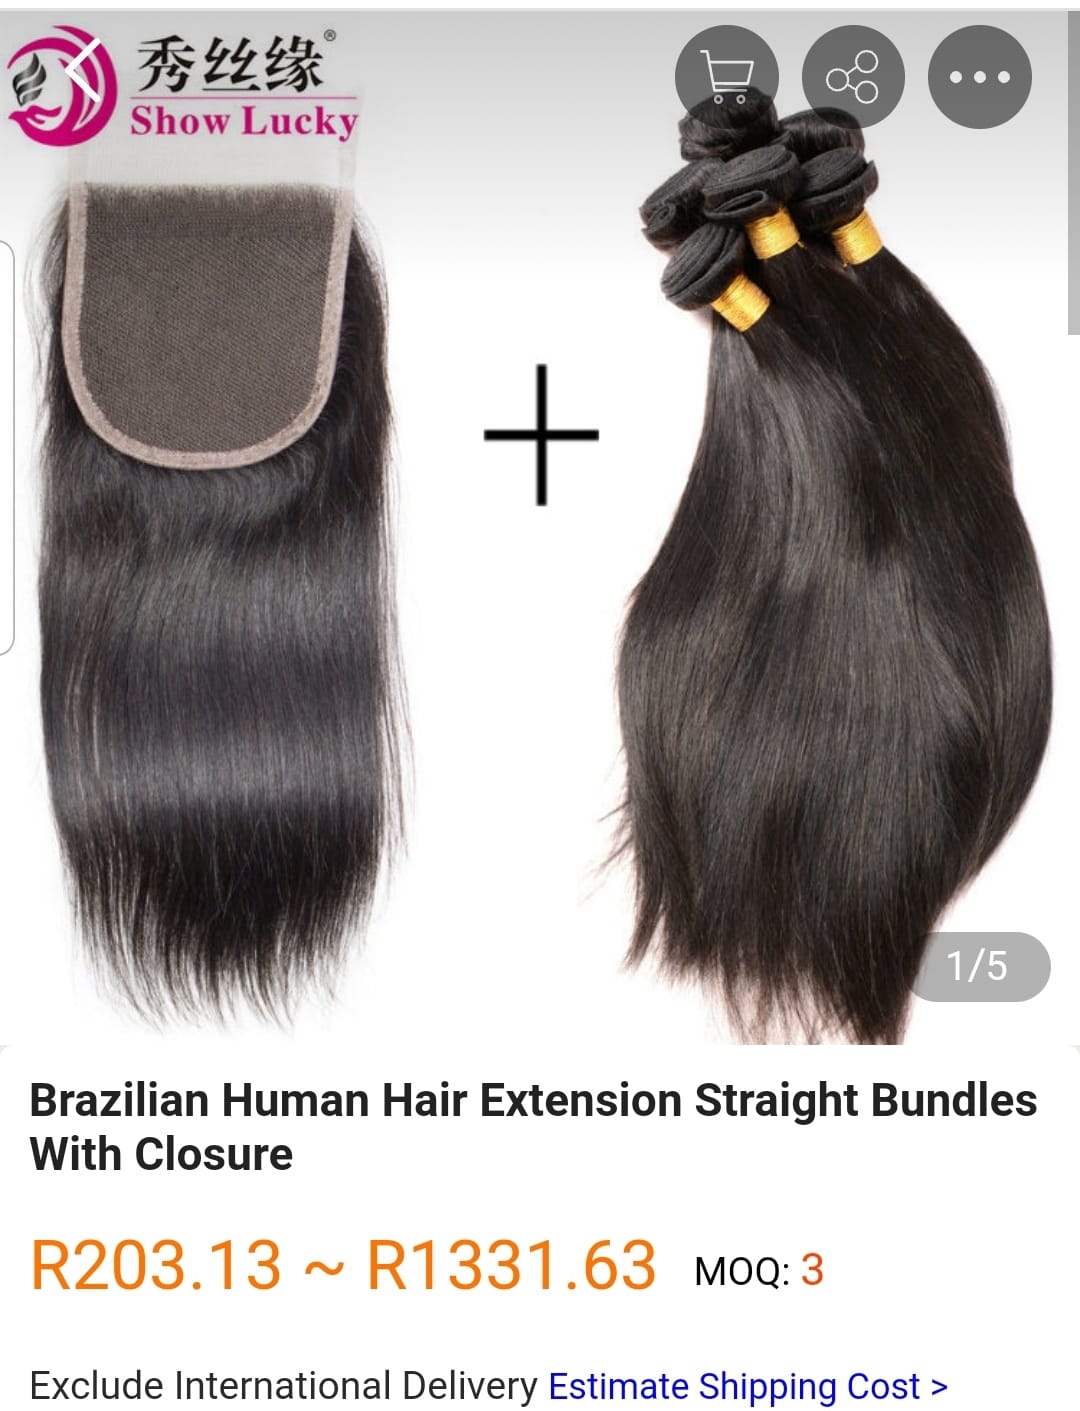 秀丝缘®
Show Lucky
1/5
Brazilian Human Hair Extension Straight Bundles
With Closure
R203.13 ~ R1331.63 MOQ: 3
Exclude International Delivery Estimate Shipping Cost >